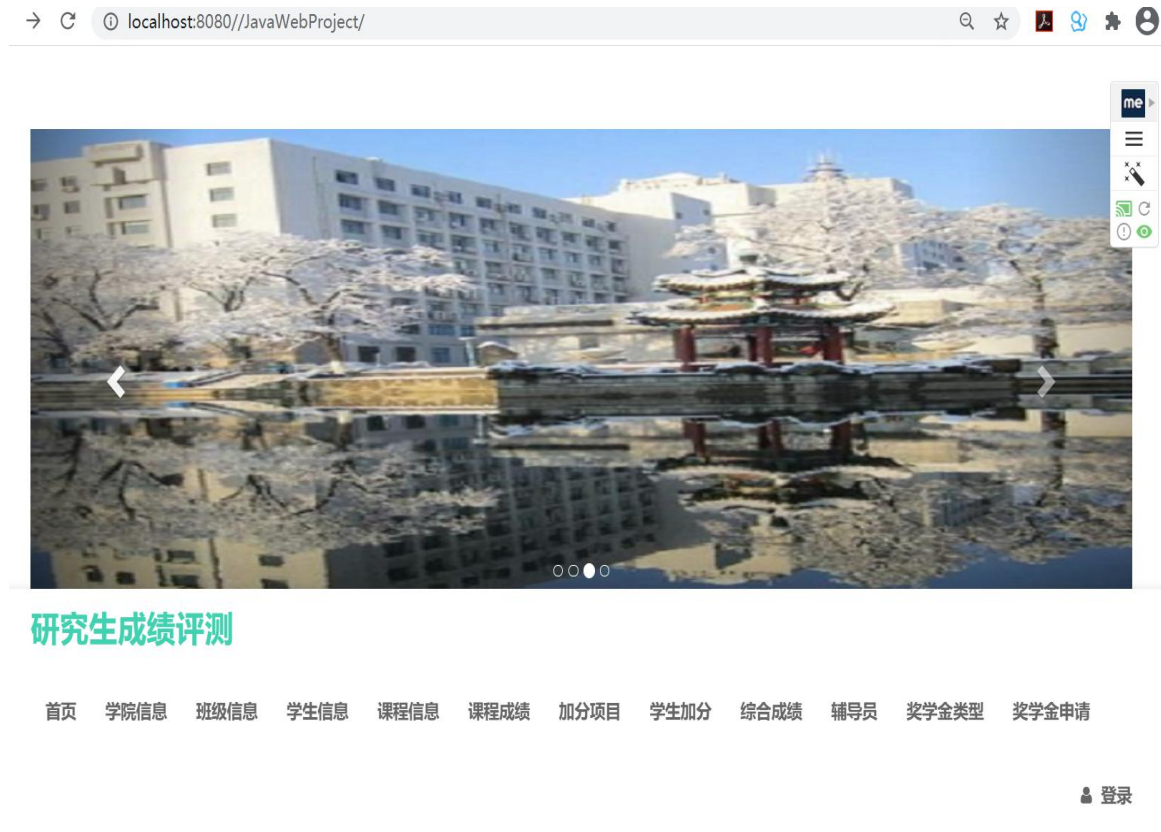 localhost:8080//JavaWebProject/
me
研究生成绩评测
首页 学院信息 班级信息 学生信息 课程信息 课程成绩 加分项目 学生加分 综合成绩 辅导员 奖学金类型 奖学金申请
登录